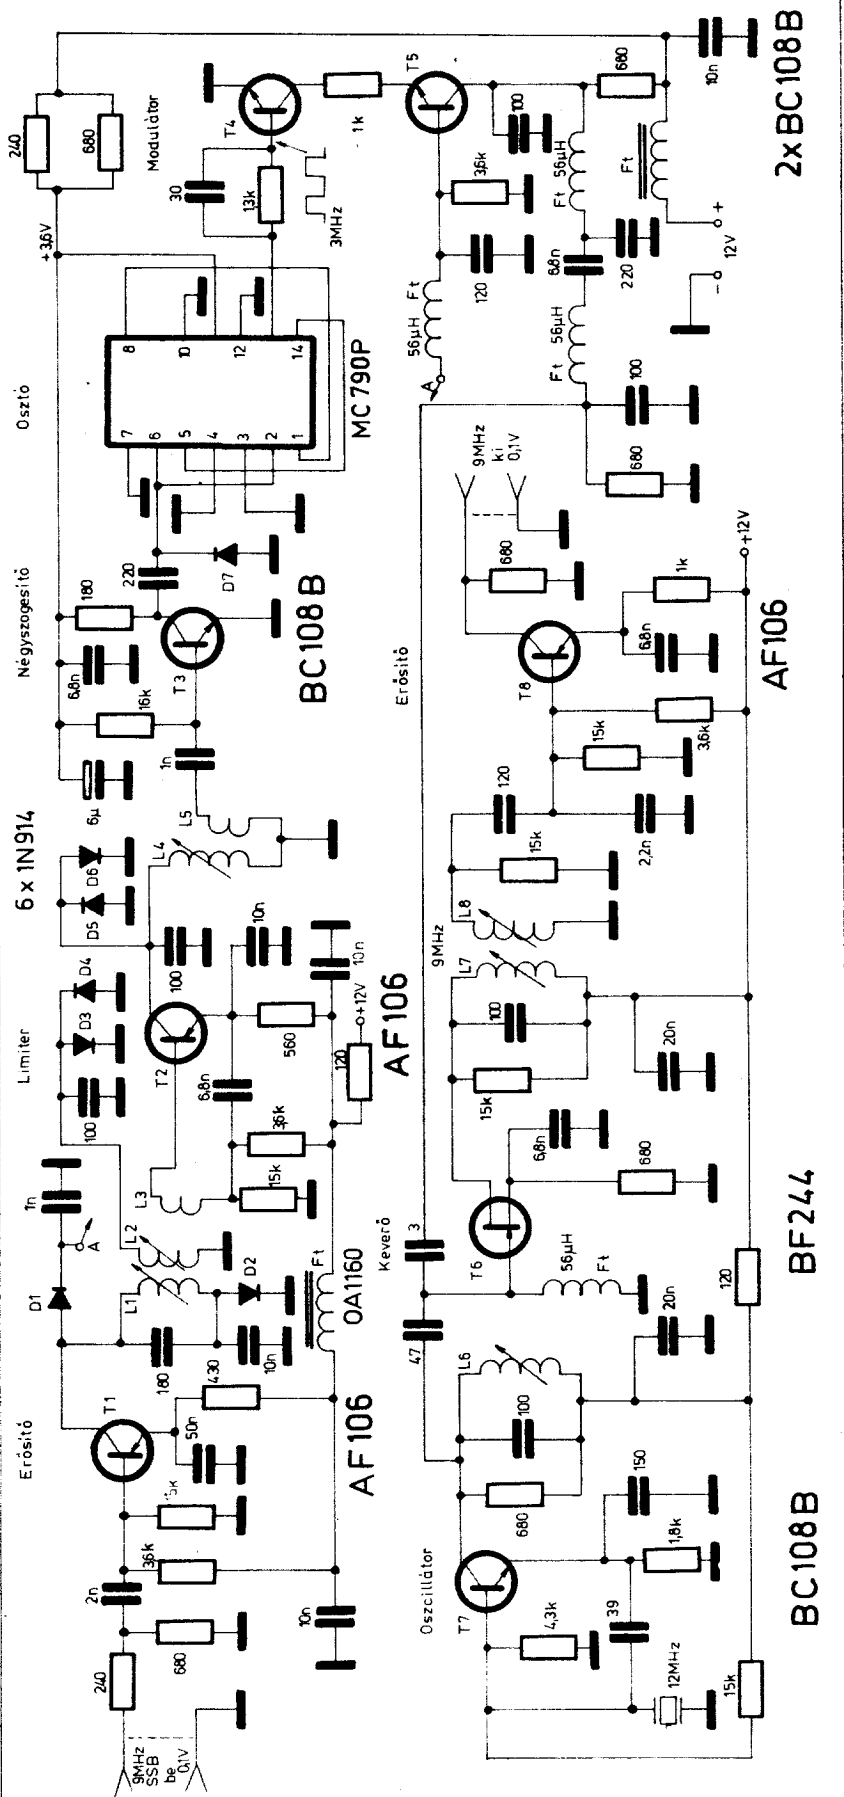 Erősítő
Limiter
6x1N914
Négyszögesítő
Osztó
+3,6V
Modulátor
9MHz
SSB
be
0,1V
240
680
2n
3,6k
10n
T1
50n
430
AF106
D1
1n
A
180
L1
L2
10n
D2
Ft
OA1160
100
D3
D4
L3
T2
6,8n
15k
3,6k
560
120
+12V
10n
10n
AF106
100
D5
D6
L4
L5
1n
6µ
16k
6,8n
180
T3
220
D7
BC108B
7
6
5
4
3
2
1
8
10
12
14
MC790P
240
680
30
13k
3MHz
T4
1k
T5
A
56µH
Ft
120
3,6k
100
680
10n
56µH
Ft
6,8n
220
56µH
Ft
Ft
-
+
12V
100
680
2xBC108B
Oszcillátor
Keverő
Erősítő
T7
4,3k
39
12MHz
15k
1,8k
150
680
100
L6
20n
47
3
BC108B
56µH
Ft
T6
120
680
6,8n
15k
100
L7
L8
9MHz
20n
BF244
15k
120
2,2n
15k
3,6k
T8
6,8n
1k
680
9MHz
ki
0,1V
+12V
AF106